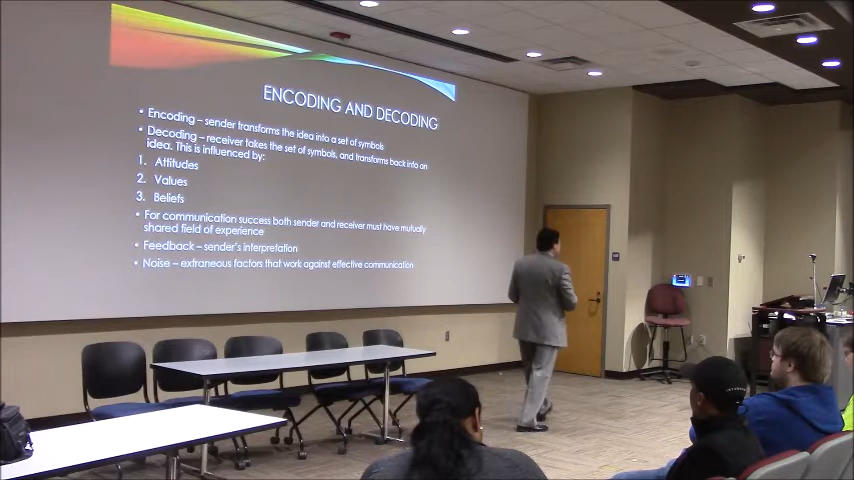 ENCODING AND DECODING
• Encoding – sender transforms the idea into a set of symbols
• Decoding – receiver takes the set of symbols, and transforms back into an
idea. This is influenced by:
1. Attitudes
2. Values
3. Beliefs
• For communication success both sender and receiver must have mutually
shared field of experience
• Feedback – sender's interpretation
• Noise – extraneous factors that work against effective communication